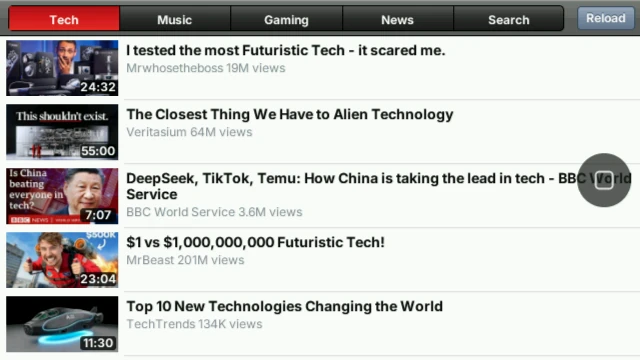 Tech
Music
Gaming
News
Search
Reload
I tested the most Futuristic Tech - it scared me.
Mrwhosetheboss 19M views
24:32
This shouldn't exist.
The Closest Thing We Have to Alien Technology
Veritasium 64M views
55:00
Is China
beating
everyone in
tech?
BBC NEWS
7:07
DeepSeek, TikTok, Temu: How China is taking the lead in tech - BBC World
Service
BBC World Service 3.6M views
$500K
$1 vs $1,000,000,000 Futuristic Tech!
MrBeast 201M views
23:04
Top 10 New Technologies Changing the World
TechTrends 134K views
11:30